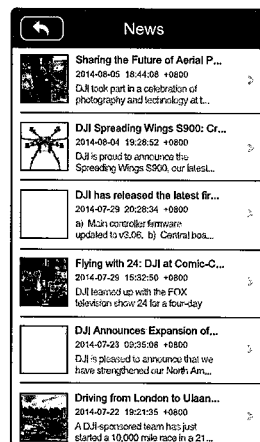 News
Sharing the Future of Aerial P...
2014-08-05 18:44:08 +0800
DJI took part in a celebration of
photography and technology at t...
DJI Spreading Wings S900: Cr...
2014-08-04 19:28:52 +0800
DJI is proud to announce the
Spreading Wings S900, our latest...
DJI has released the latest fir...
2014-07-29 20:28:34 +0800
a) Main controller firmware
updated to v3.06, b) Central boa...
Flying with 24: DJI at Comic-C...
2014-07-29 15:32:50 +0800
DJI teamed up with the FOX
television show 24 for a four-day
DJI Announces Expansion of...
2014-07-23 09:35:08 +0800
DJI is pleased to announce that we
have strengthened our North Am...
Driving from London to Ulaan...
2014-07-22 19:21:35 +0800
A DJI-sponsored team has just
started a 10,000 mile race in a 21...